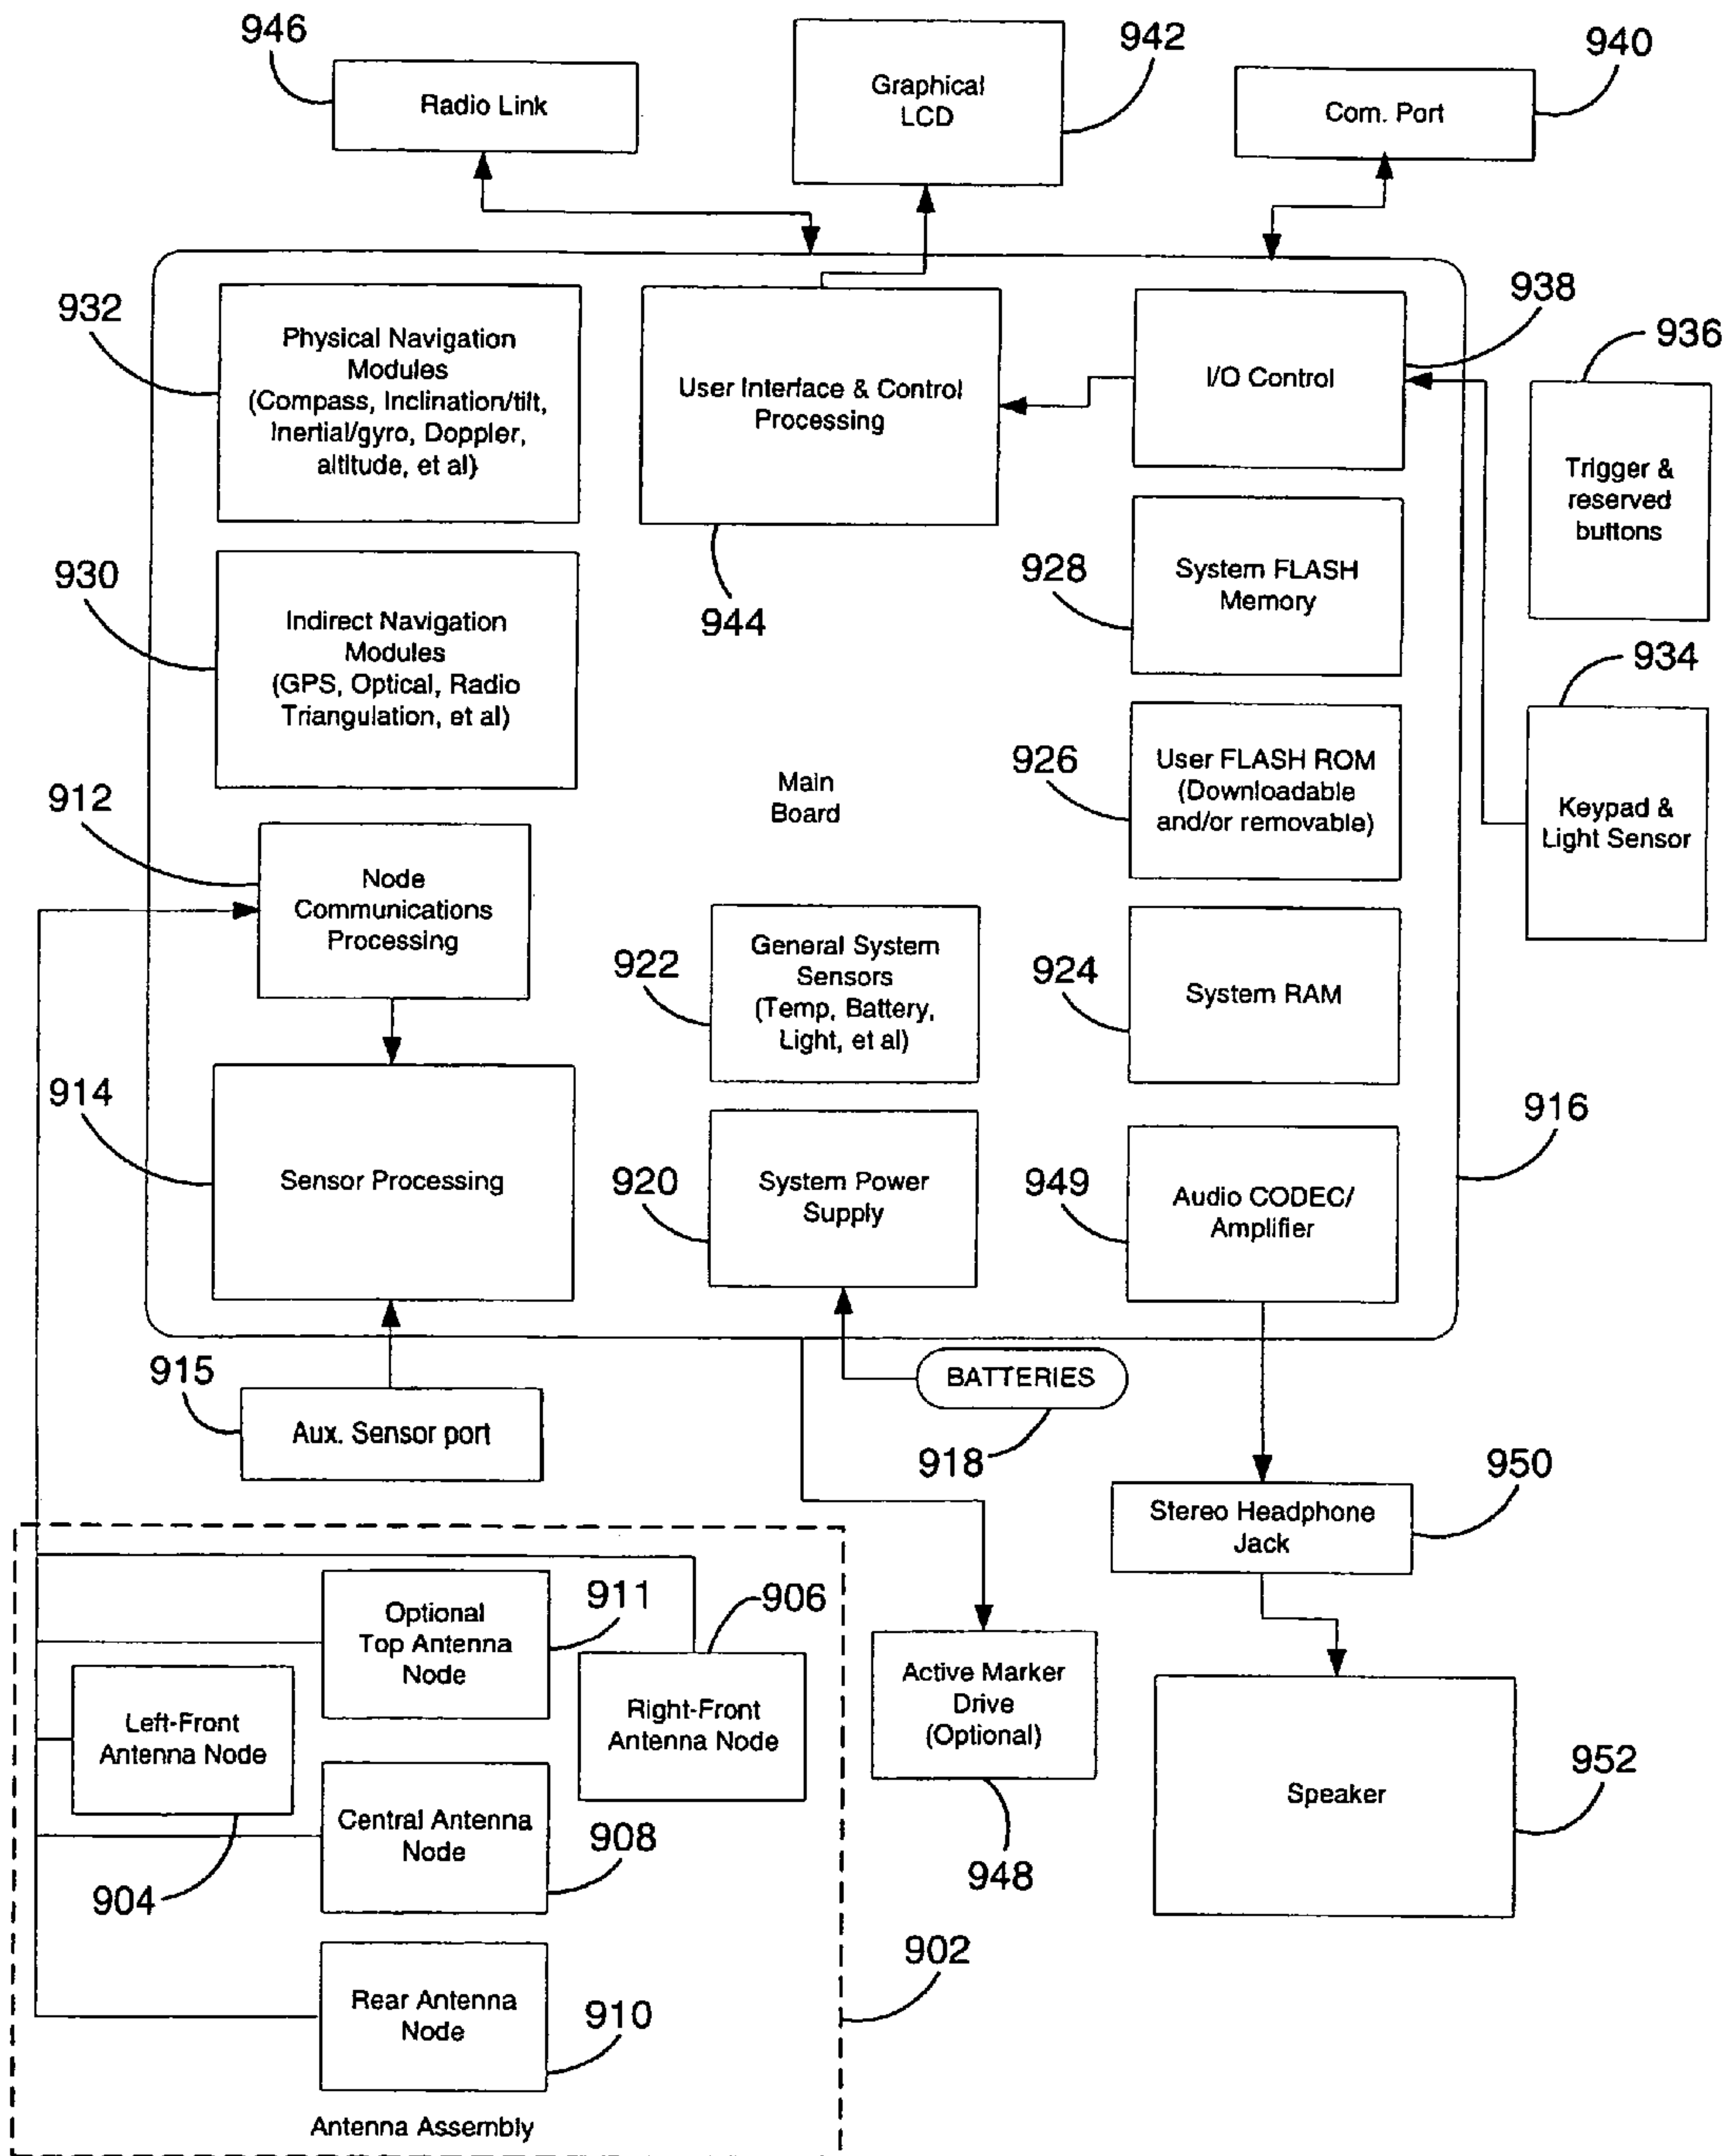 946
Radio Link
Graphical
LCD
942
Com. Port
940
932
Physical Navigation
Modules
(Compass, Inclination/tilt,
Inertial/gyro, Doppler,
altitude, et al)
User Interface & Control
Processing
944
I/O Control
938
936
Trigger &
reserved
buttons
930
Indirect Navigation
Modules
(GPS, Optical, Radio
Triangulation, et al)
928
System FLASH
Memory
934
Keypad &
Light Sensor
926
User FLASH ROM
(Downloadable
and/or removable)
Main
Board
912
Node
Communications
Processing
922
General System
Sensors
(Temp, Battery,
Light, et al)
924
System RAM
914
Sensor Processing
920
System Power
Supply
949
Audio CODEC/
Amplifier
916
915
Aux. Sensor port
BATTERIES
918
Stereo Headphone
Jack
950
Optional
Top Antenna
Node
911
906
Right-Front
Antenna Node
Left-Front
Antenna Node
904
Central Antenna
Node
908
Active Marker
Drive
(Optional)
948
Speaker
952
902
Rear Antenna
Node
910
Antenna Assembly